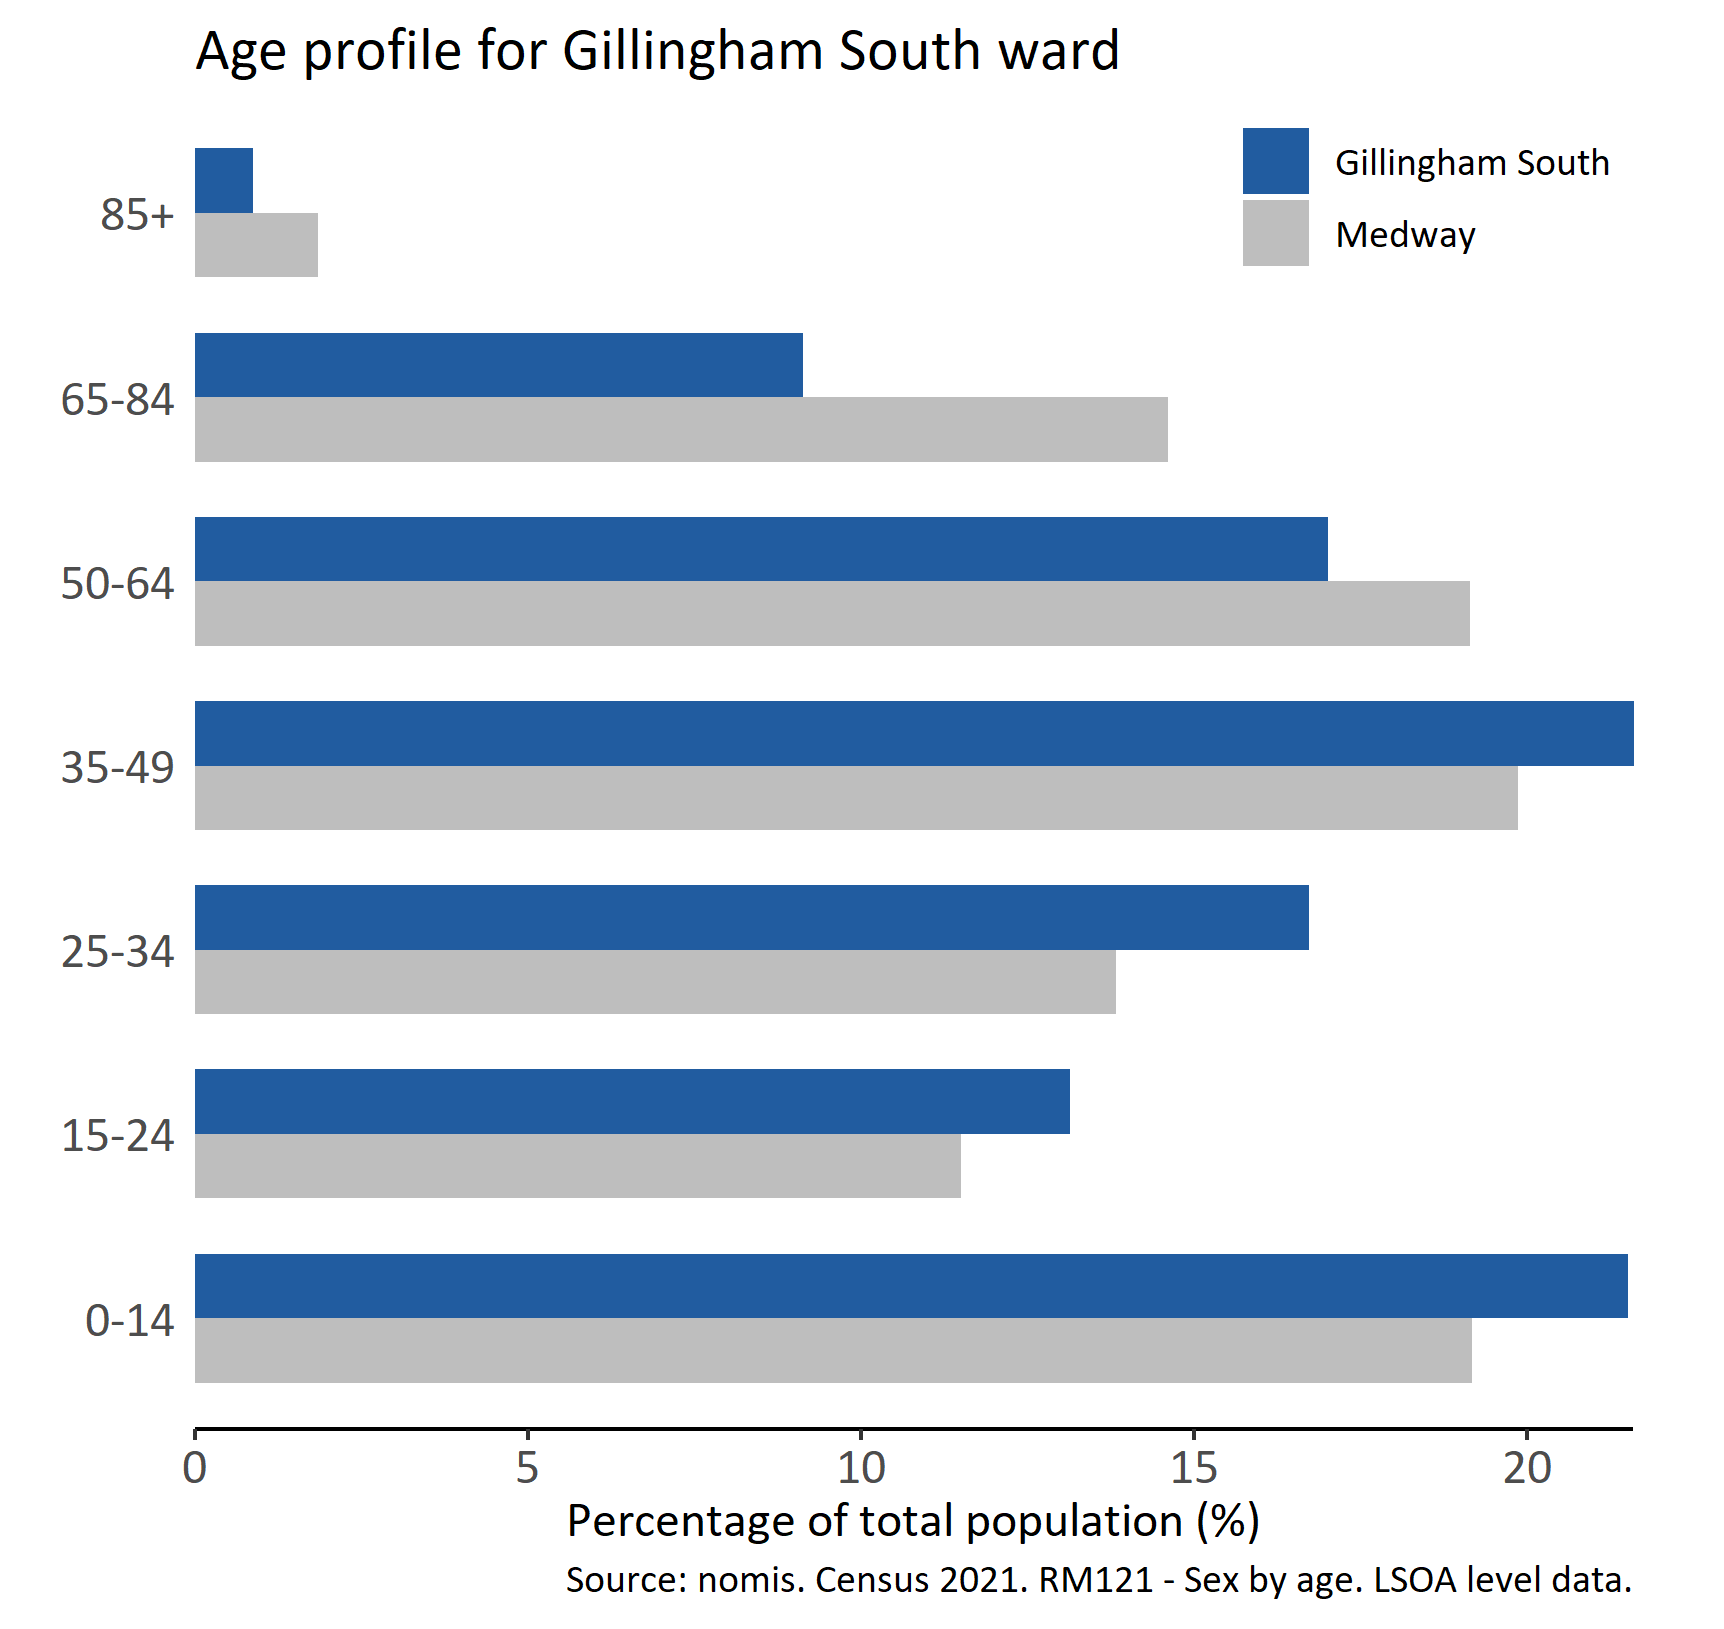 Age profile for Gillingham South ward
Gillingham South
Medway
85+
65-84
50-64
35-49
25-34
15-24
0-14
0 5 10 15 20
Percentage of total population (%)
Source: nomis. Census 2021. RM121 - Sex by age. LSOA level data.